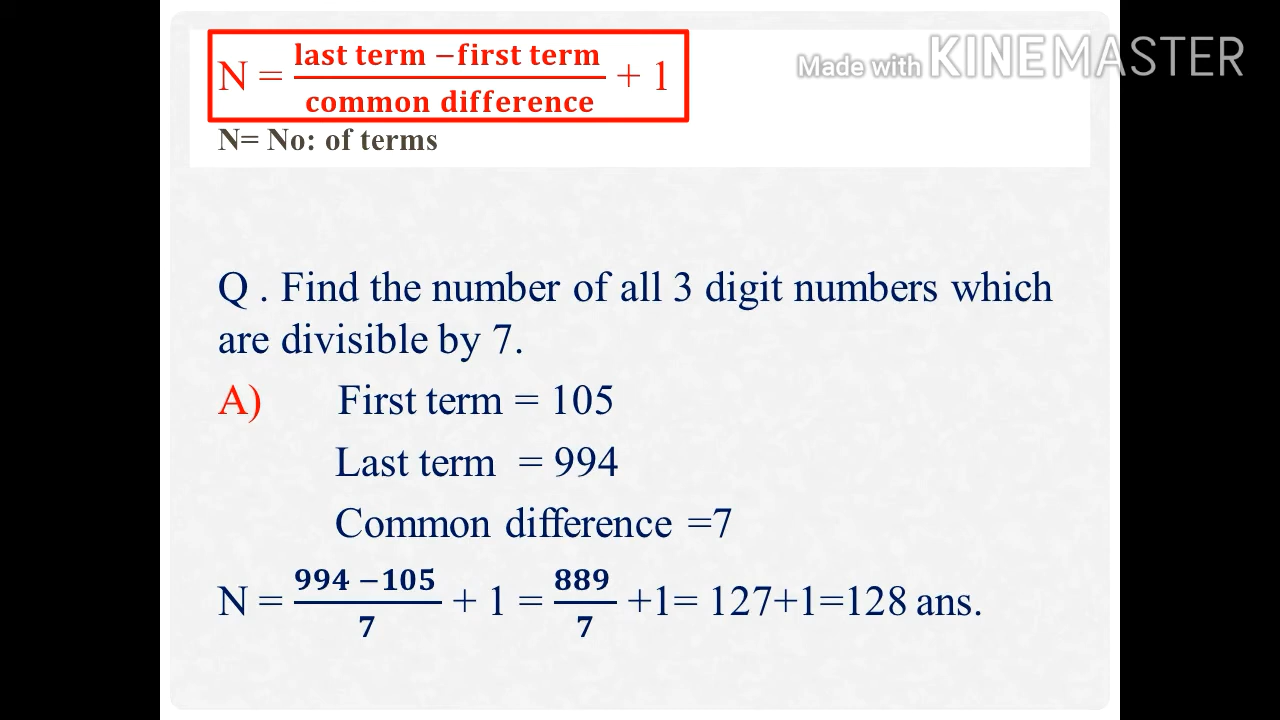 Made with KINEMASTER
N = last term −first term / common difference + 1
N= No: of terms
Q . Find the number of all 3 digit numbers which
are divisible by 7.
A) First term = 105
Last term = 994
Common difference =7
N = 994 −105 / 7 + 1 = 889 / 7 +1= 127+1=128 ans.